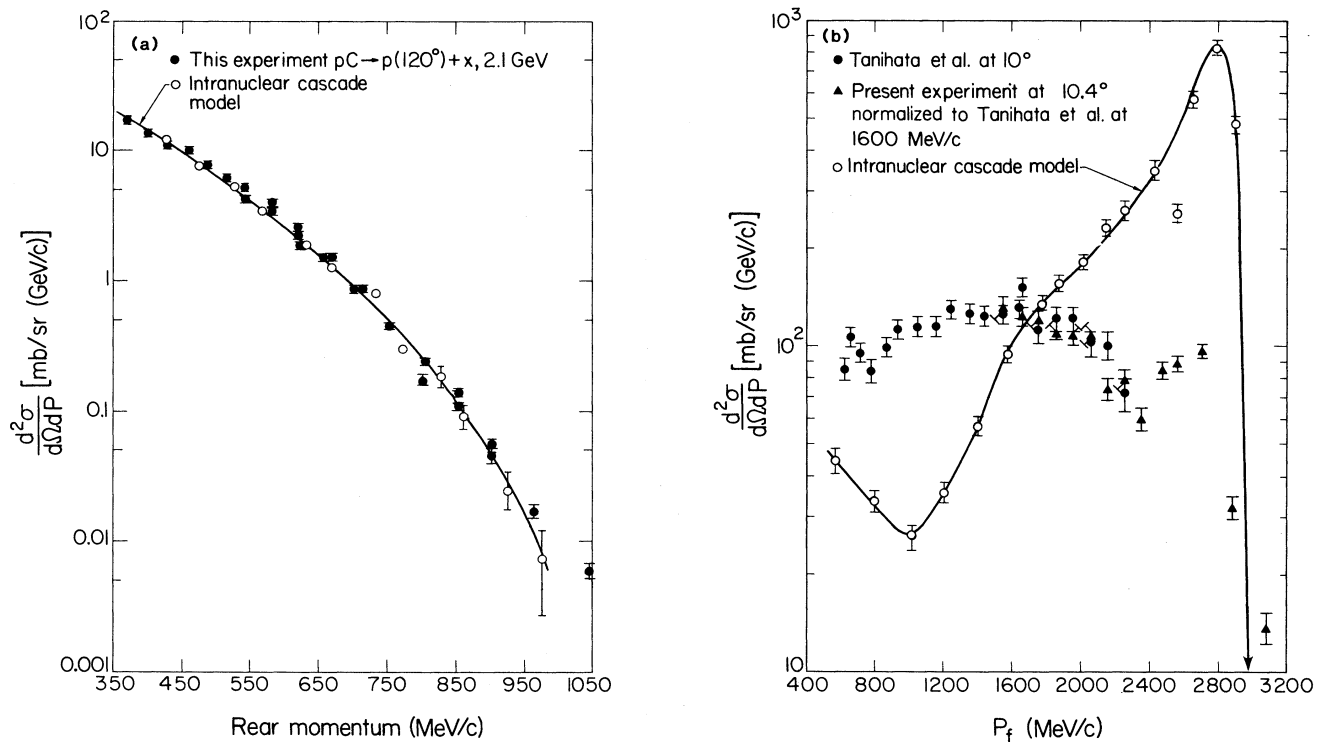 (a)
● This experiment pC→p(120°)+x, 2.1 GeV
○ Intranuclear cascade
model
10²
10
1
0.1
0.01
0.001
d²σ/dΩdP [mb/sr (GeV/c)]
350 450 550 650 750 850 950 1050
Rear momentum (MeV/c)
(b)
● Tanihata et al. at 10°
▲ Present experiment at 10.4°
normalized to Tanihata et al. at
1600 MeV/c
○ Intranuclear cascade model
10³
10²
10
d²σ/dΩdP [mb/sr (GeV/c)]
400 800 1200 1600 2000 2400 2800 3200
P_f (MeV/c)